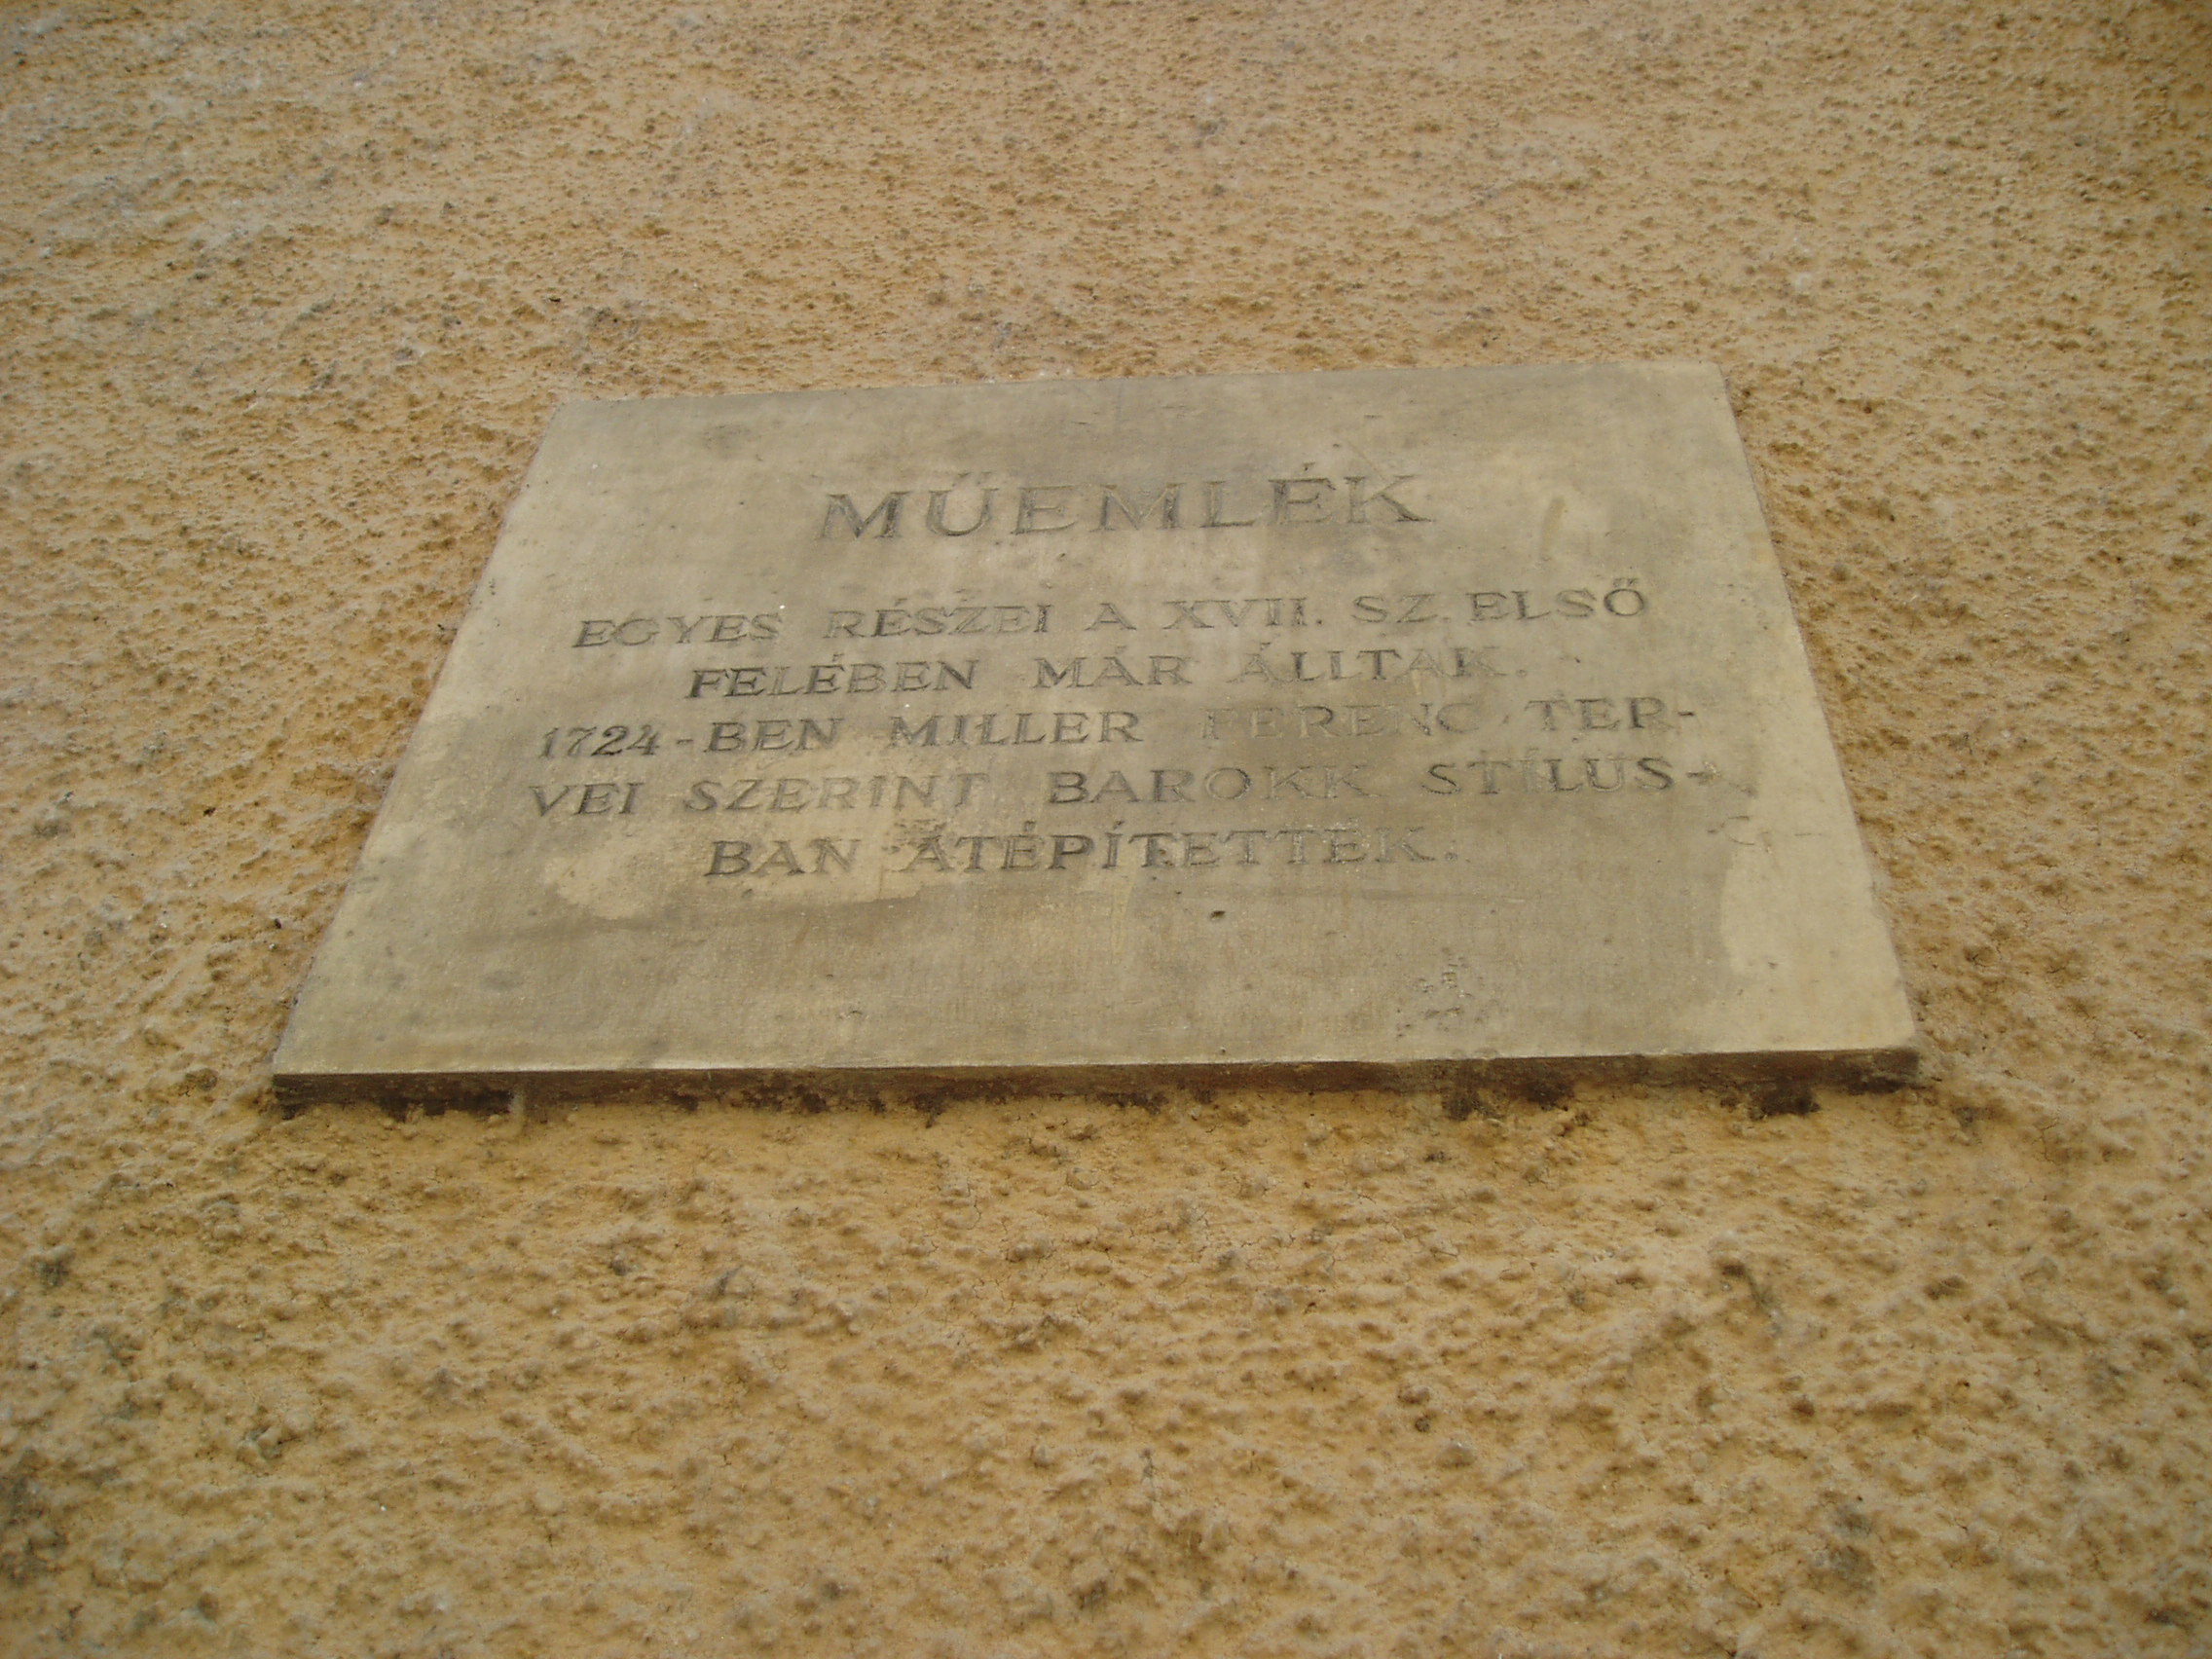 MŰEMLÉK
EGYES RÉSZEI A XVII. SZ. ELSŐ
FELÉBEN MÁR ÁLLTAK.
1724-BEN MILLER FERENC TER-
VEI SZERINT BAROKK STÍLUS-
BAN ÁTÉPÍTETTÉK.